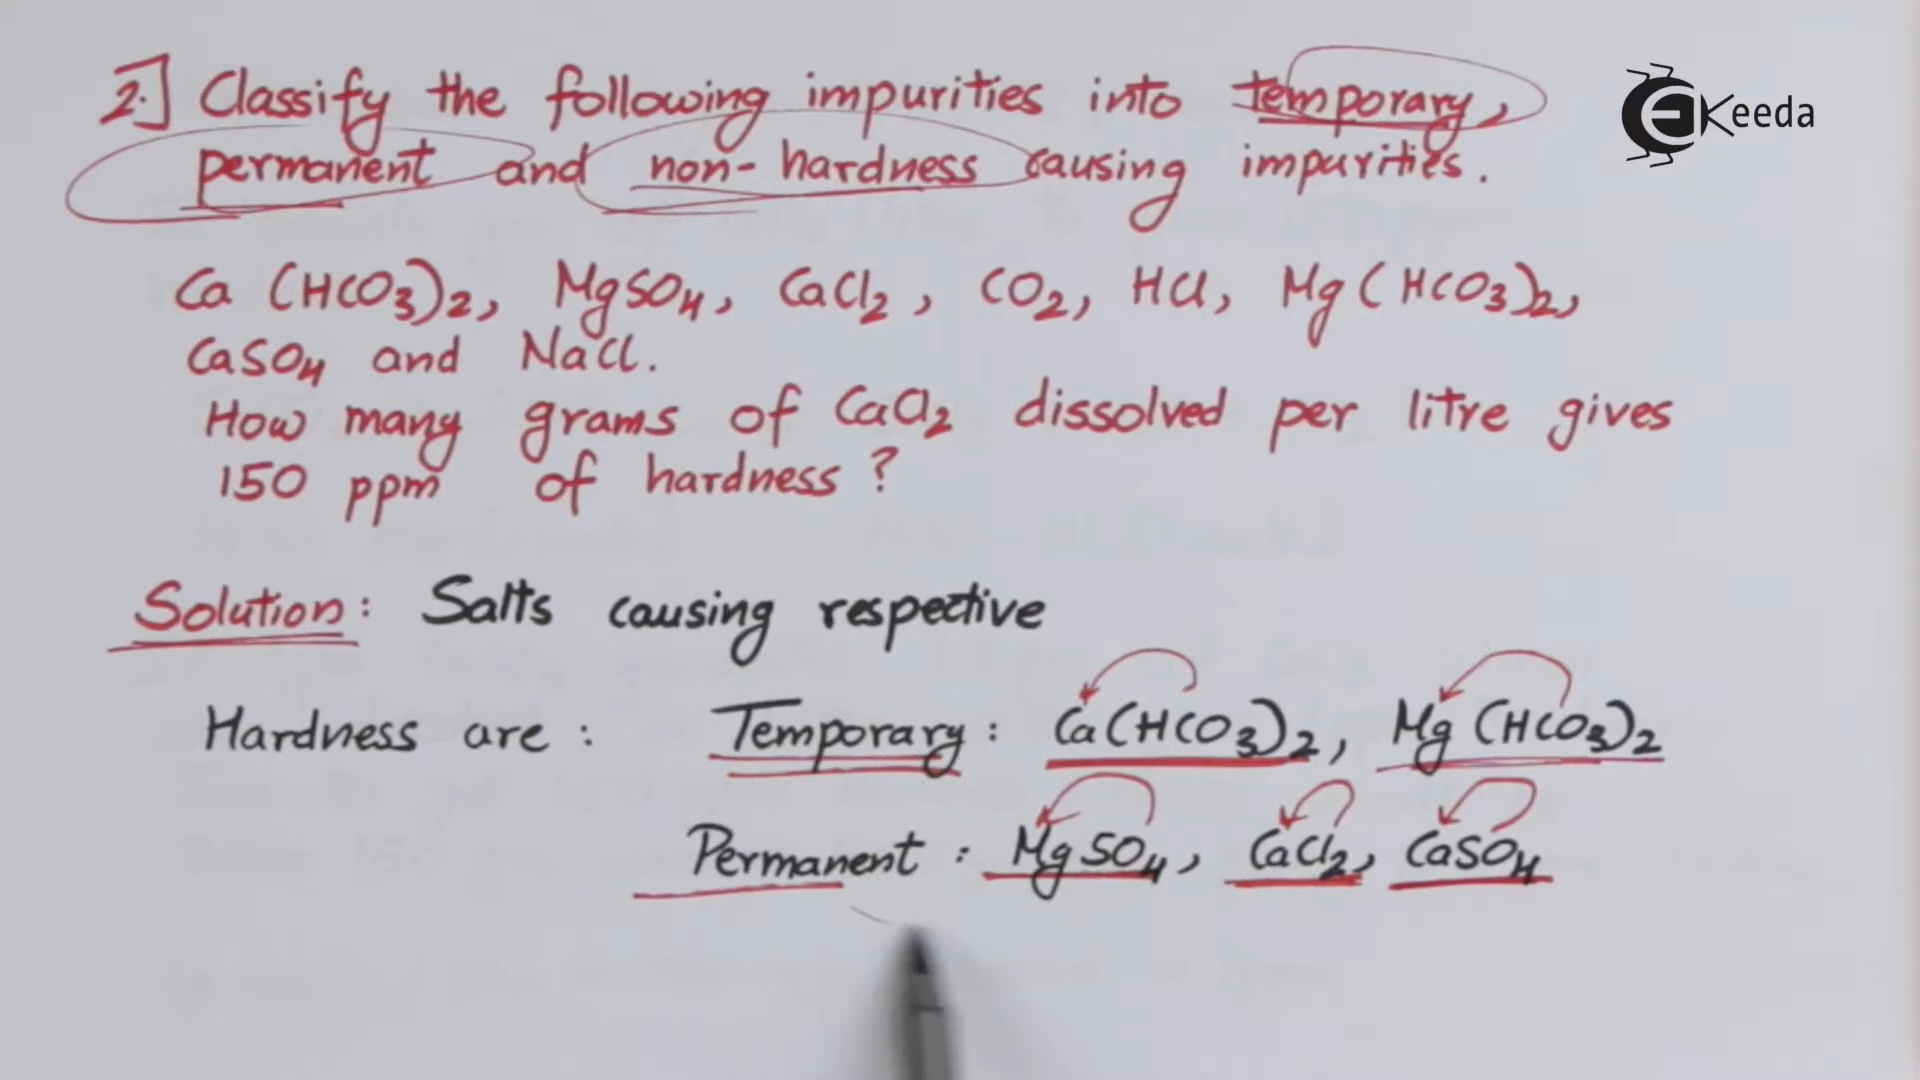 2.] Classify the following impurities into temporary,
permanent and non-hardness causing impurities.
Ca(HCO3)2, MgSO4, CaCl2, CO2, HCl, Mg(HCO3)2,
CaSO4 and NaCl.
How many grams of CaCl2 dissolved per litre gives
150 ppm of hardness?
Solution: Salts causing respective
Hardness are: Temporary: Ca(HCO3)2, Mg(HCO3)2
Permanent: MgSO4, CaCl2, CaSO4
EKeeda